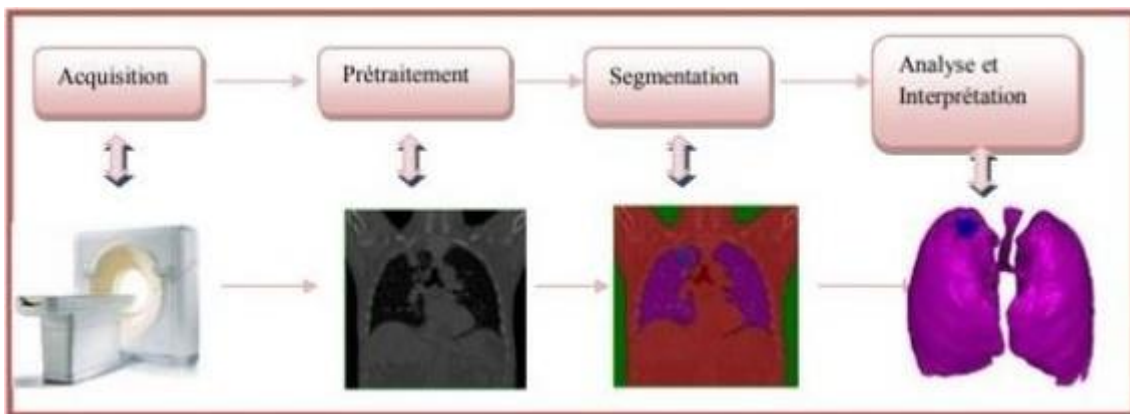 Acquisition
Prétraitement
Segmentation
Analyse et
Interprétation